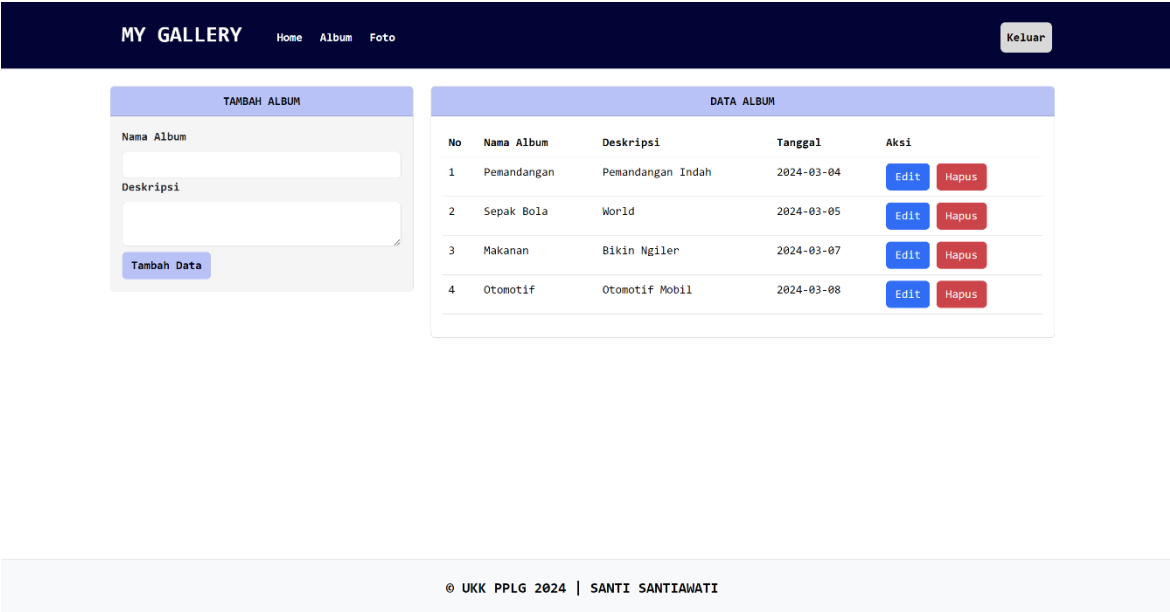 MY GALLERY Home Album Foto Keluar
TAMBAH ALBUM
Nama Album
Deskripsi
Tambah Data
DATA ALBUM
No Nama Album Deskripsi Tanggal Aksi
1 Pemandangan Pemandangan Indah 2024-03-04 Edit Hapus
2 Sepak Bola World 2024-03-05 Edit Hapus
3 Makanan Bikin Ngiler 2024-03-07 Edit Hapus
4 Otomotif Otomotif Mobil 2024-03-08 Edit Hapus
© UKK PPLG 2024 | SANTI SANTIAWATI